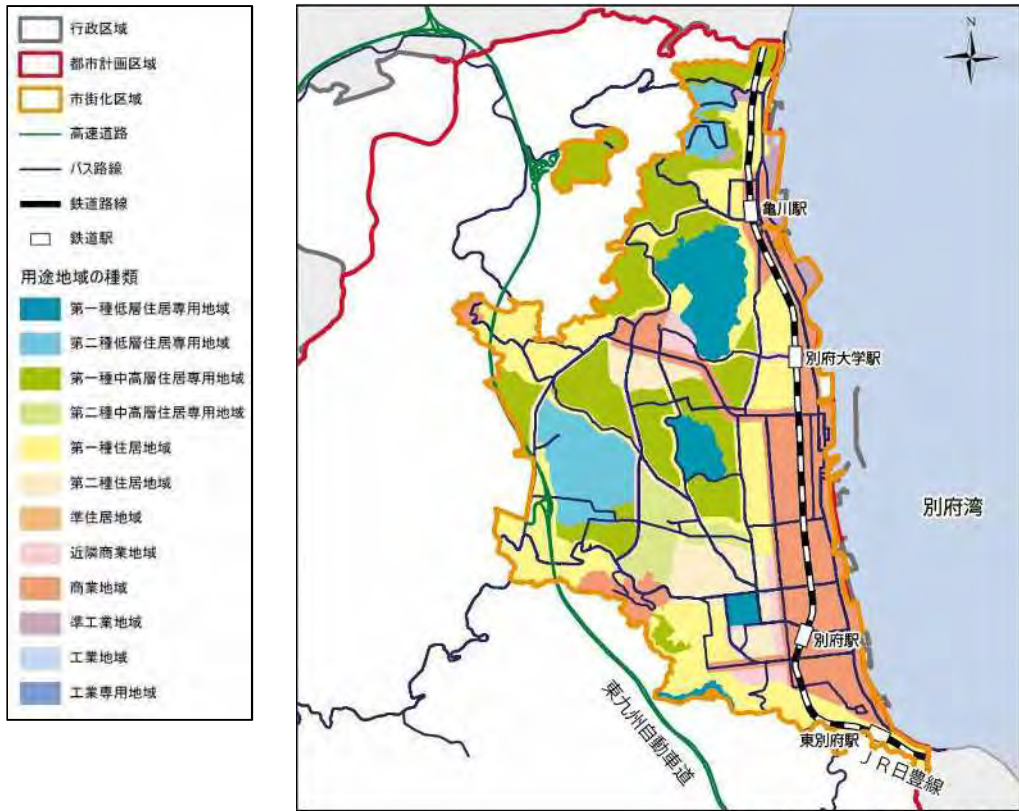 行政区域
都市計画区域
市街化区域
高速道路
バス路線
鉄道路線
鉄道駅
用途地域の種類
第一種低層住居専用地域
第二種低層住居専用地域
第一種中高層住居専用地域
第二種中高層住居専用地域
第一種住居地域
第二種住居地域
準住居地域
近隣商業地域
商業地域
準工業地域
工業地域
工業専用地域
N
亀川駅
別府大学駅
別府湾
別府駅
東九州自動車道
東別府駅
JR日豊線